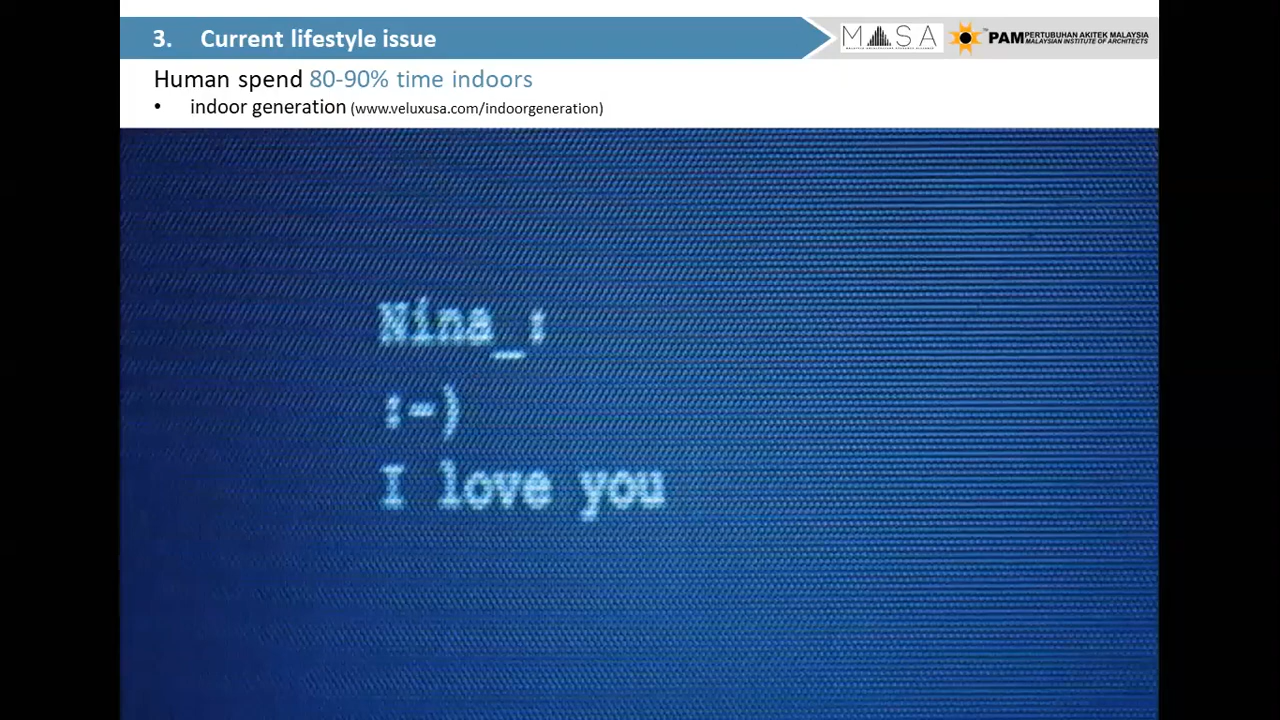 3. Current lifestyle issue
M A S A
PAM PERTUBUHAN AKITEK MALAYSIA
MALAYSIAN INSTITUTE OF ARCHITECTS
Human spend 80-90% time indoors
• indoor generation (www.veluxusa.com/indoorgeneration)
Nina_:
:-)
I love you